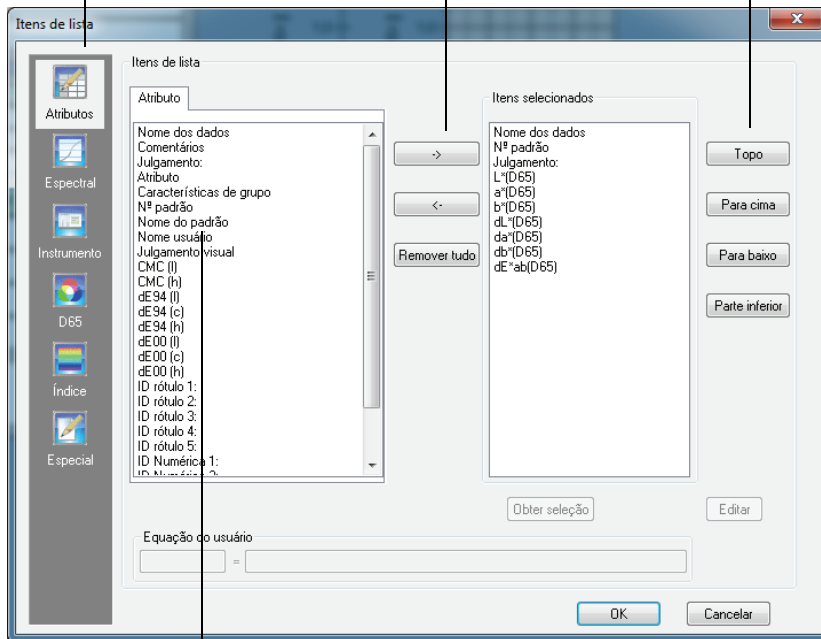 Itens de lista
Atributos
Espectral
Instrumento
D65
Índice
Especial
Itens de lista
Atributo
Nome dos dados
Comentários
Julgamento:
Atributo
Características de grupo
Nº padrão
Nome do padrão
Nome usuário
Julgamento visual
CMC (l)
CMC (h)
dE94 (l)
dE94 (c)
dE94 (h)
dE00 (l)
dE00 (c)
dE00 (h)
ID rótulo 1:
ID rótulo 2:
ID rótulo 3:
ID rótulo 4:
ID rótulo 5:
ID Numérica 1:
ID Numérica 2:
->
<-
Remover tudo
Itens selecionados
Nome dos dados
Nº padrão
Julgamento:
L*(D65)
a*(D65)
b*(D65)
dL*(D65)
da*(D65)
db*(D65)
dE*ab(D65)
Topo
Para cima
Para baixo
Parte inferior
Obter seleção
Editar
Equação do usuário
=
OK
Cancelar